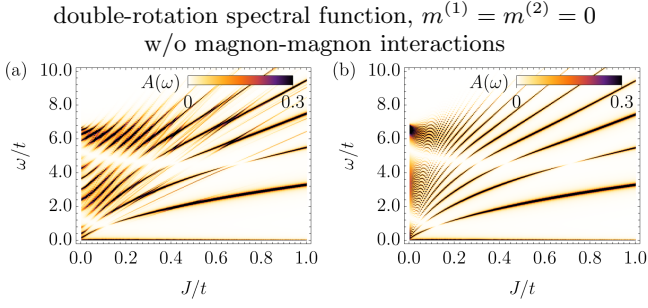 double-rotation spectral function, m⁽¹⁾ = m⁽²⁾ = 0
w/o magnon-magnon interactions
(a)
A(ω)
0
0.3
10.0
8.0
6.0
4.0
2.0
0.0
ω/t
0.0 0.2 0.4 0.6 0.8 1.0
J/t
(b)
A(ω)
0
0.3
10.0
8.0
6.0
4.0
2.0
0.0
ω/t
0.0 0.2 0.4 0.6 0.8 1.0
J/t